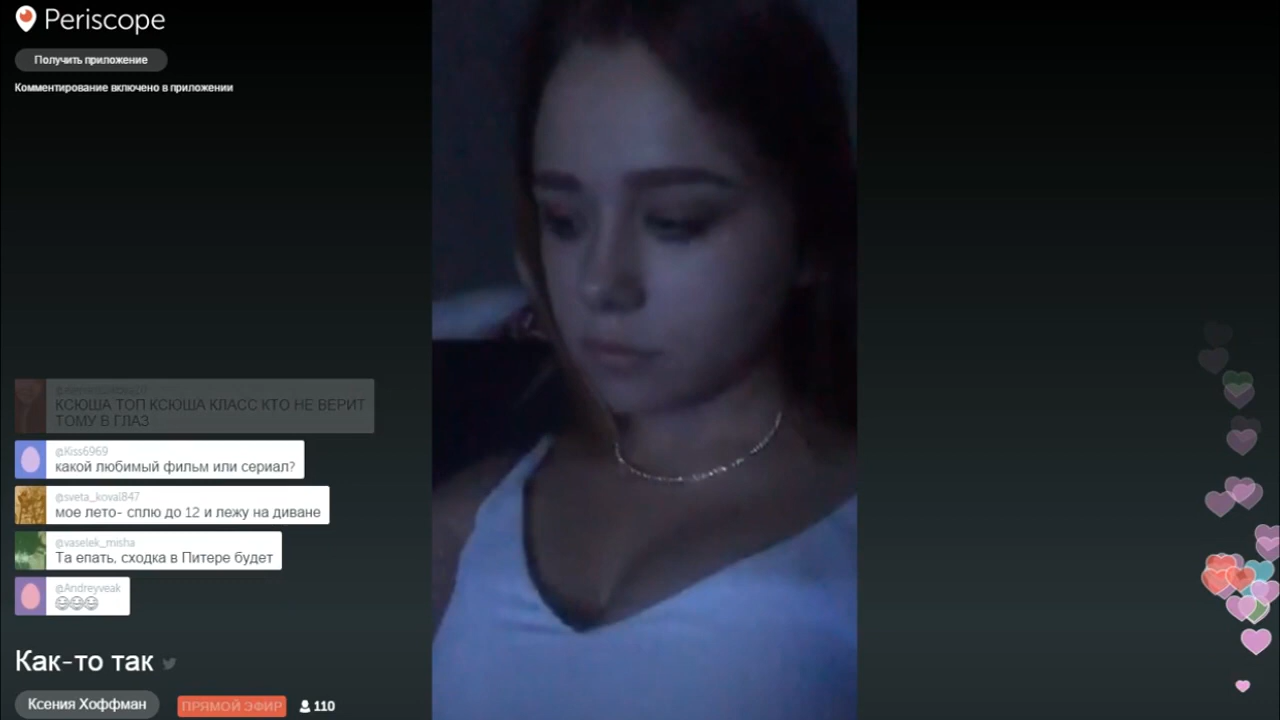 Periscope
Получить приложение
Комментирование включено в приложении
КСЮША ТОП КСЮША КЛАСС КТО НЕ ВЕРИТ
ТОМУ В ГЛАЗ
@Kiss6969
какой любимый фильм или сериал?
@sveta_koval847
мое лето- сплю до 12 и лежу на диване
@vaselek_misha
Та епать, сходка в Питере будет
@Andreyveak
Как-то так
Ксения Хоффман
ПРЯМОЙ ЭФИР
110